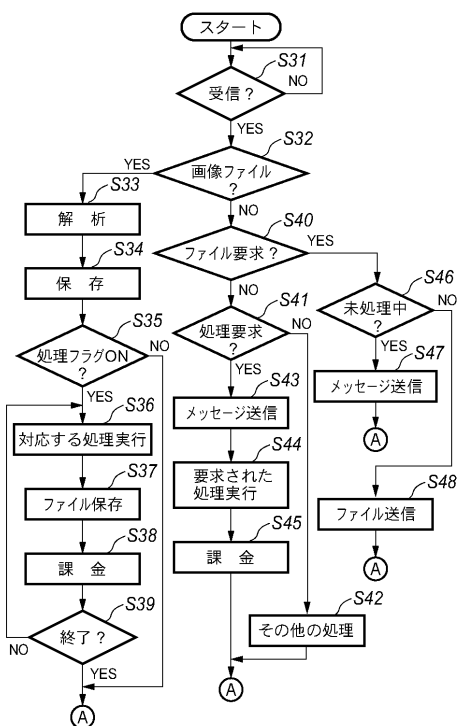 スタート
S31
受信？
NO
YES
S32
画像ファイル
？
YES
NO
S33
解　析
S34
保　存
S35
処理フラグON
？
NO
YES
S36
対応する処理実行
S37
ファイル保存
S38
課　金
S39
終了？
NO
YES
A
S40
ファイル要求？
YES
NO
S41
処理要求
？
NO
YES
S43
メッセージ送信
S44
要求された
処理実行
S45
課　金
S42
その他の処理
A
S46
未処理中
？
NO
YES
S47
メッセージ送信
A
S48
ファイル送信
A